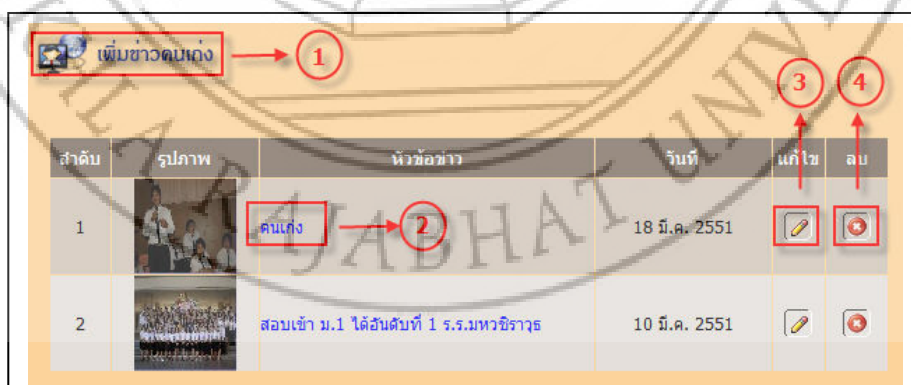 เพิ่มข่าวคนเก่ง 1
3 4
ลำดับ รูปภาพ หัวข้อข่าว วันที่ แก้ไข ลบ
1 คนเก่ง 2 18 มี.ค. 2551
2 สอบเข้า ม.1 ได้อันดับที่ 1 ร.ร.มหวชิราวุธ 10 มี.ค. 2551
RAJABHAT UNIV